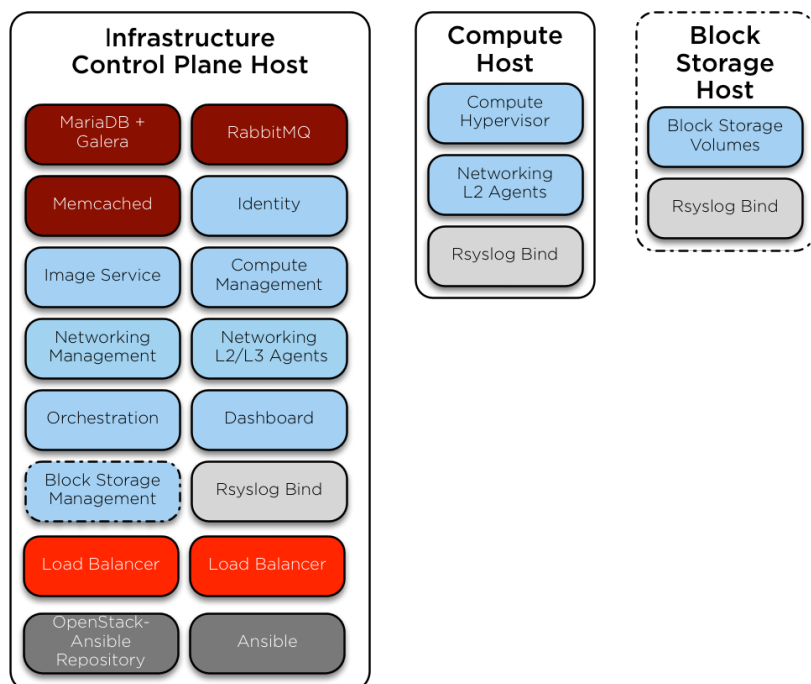 Infrastructure
Control Plane Host
MariaDB +
Galera
RabbitMQ
Memcached
Identity
Image Service
Compute
Management
Networking
Management
Networking
L2/L3 Agents
Orchestration
Dashboard
Block Storage
Management
Rsyslog Bind
Load Balancer
Load Balancer
OpenStack-
Ansible
Repository
Ansible
Compute
Host
Compute
Hypervisor
Networking
L2 Agents
Rsyslog Bind
Block
Storage
Host
Block Storage
Volumes
Rsyslog Bind